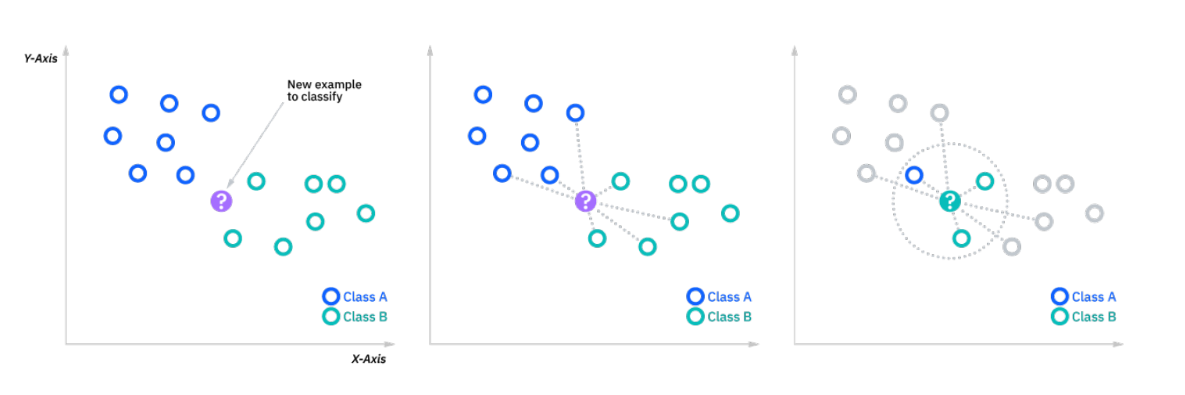 Y-Axis
New example
to classify
?
Class A
Class B
X-Axis
?
Class A
Class B
?
Class A
Class B